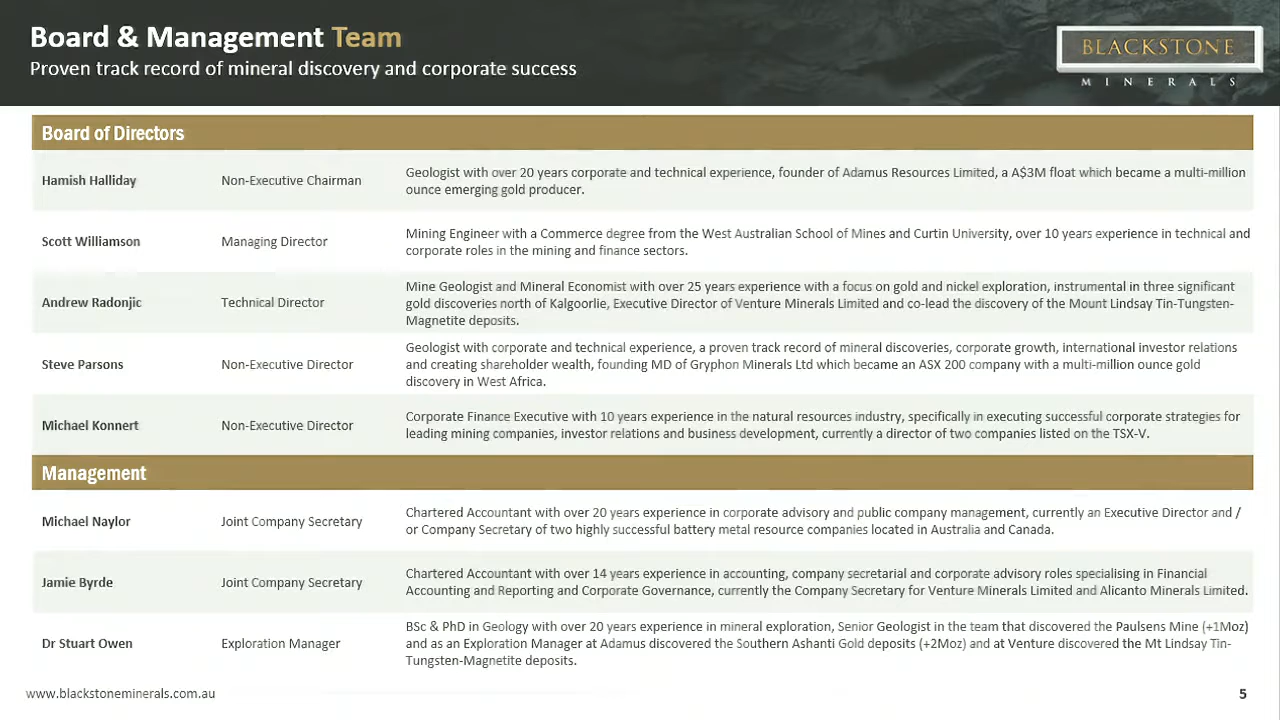 Board & Management Team
Proven track record of mineral discovery and corporate success
BLACKSTONE
MINERALS
Board of Directors
Hamish Halliday
Non-Executive Chairman
Geologist with over 20 years corporate and technical experience, founder of Adamus Resources Limited, a A$3M float which became a multi-million
ounce emerging gold producer.
Scott Williamson
Managing Director
Mining Engineer with a Commerce degree from the West Australian School of Mines and Curtin University, over 10 years experience in technical and
corporate roles in the mining and finance sectors.
Andrew Radonjic
Technical Director
Mine Geologist and Mineral Economist with over 25 years experience with a focus on gold and nickel exploration, instrumental in three significant
gold discoveries north of Kalgoorlie, Executive Director of Venture Minerals Limited and co-lead the discovery of the Mount Lindsay Tin-Tungsten-
Magnetite deposits.
Steve Parsons
Non-Executive Director
Geologist with corporate and technical experience, a proven track record of mineral discoveries, corporate growth, international investor relations
and creating shareholder wealth, founding MD of Gryphon Minerals Ltd which became an ASX 200 company with a multi-million ounce gold
discovery in West Africa.
Michael Konnert
Non-Executive Director
Corporate Finance Executive with 10 years experience in the natural resources industry, specifically in executing successful corporate strategies for
leading mining companies, investor relations and business development, currently a director of two companies listed on the TSX-V.
Management
Michael Naylor
Joint Company Secretary
Chartered Accountant with over 20 years experience in corporate advisory and public company management, currently an Executive Director and /
or Company Secretary of two highly successful battery metal resource companies located in Australia and Canada.
Jamie Byrde
Joint Company Secretary
Chartered Accountant with over 14 years experience in accounting, company secretarial and corporate advisory roles specialising in Financial
Accounting and Reporting and Corporate Governance, currently the Company Secretary for Venture Minerals Limited and Alicanto Minerals Limited.
Dr Stuart Owen
Exploration Manager
BSc & PhD in Geology with over 20 years experience in mineral exploration, Senior Geologist in the team that discovered the Paulsens Mine (+1Moz)
and as an Exploration Manager at Adamus discovered the Southern Ashanti Gold deposits (+2Moz) and at Venture discovered the Mt Lindsay Tin-
Tungsten-Magnetite deposits.
www.blackstoneminerals.com.au
5